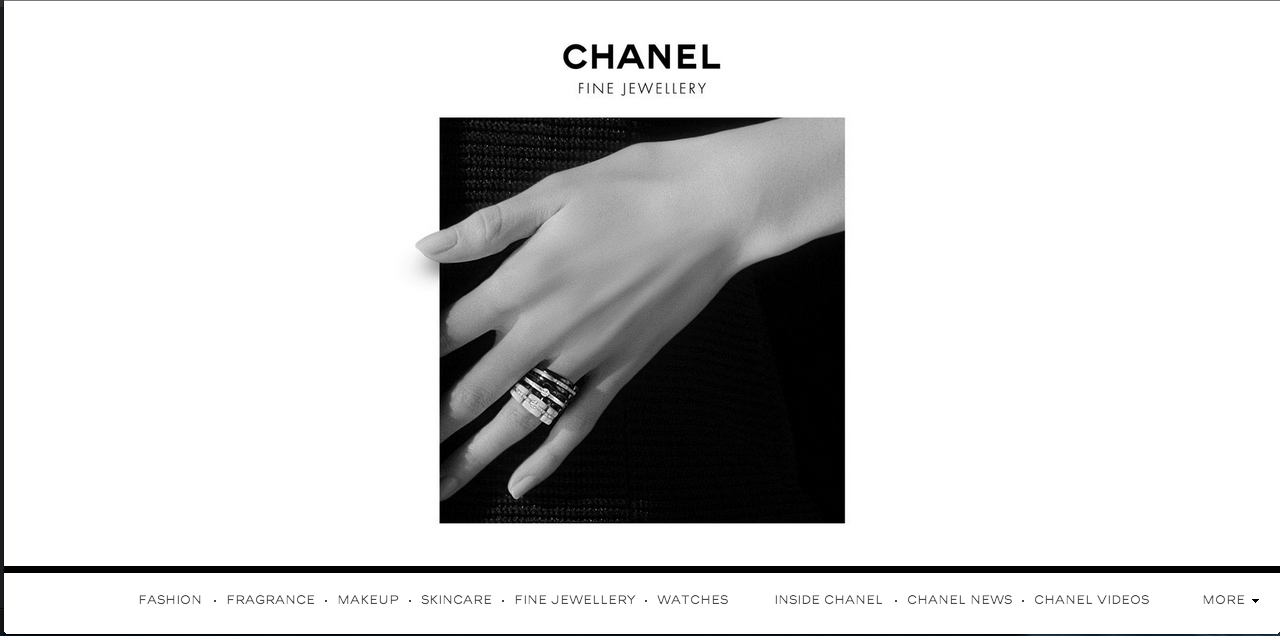 CHANEL
FINE JEWELLERY
FASHION • FRAGRANCE • MAKEUP • SKINCARE • FINE JEWELLERY • WATCHES INSIDE CHANEL • CHANEL NEWS • CHANEL VIDEOS MORE